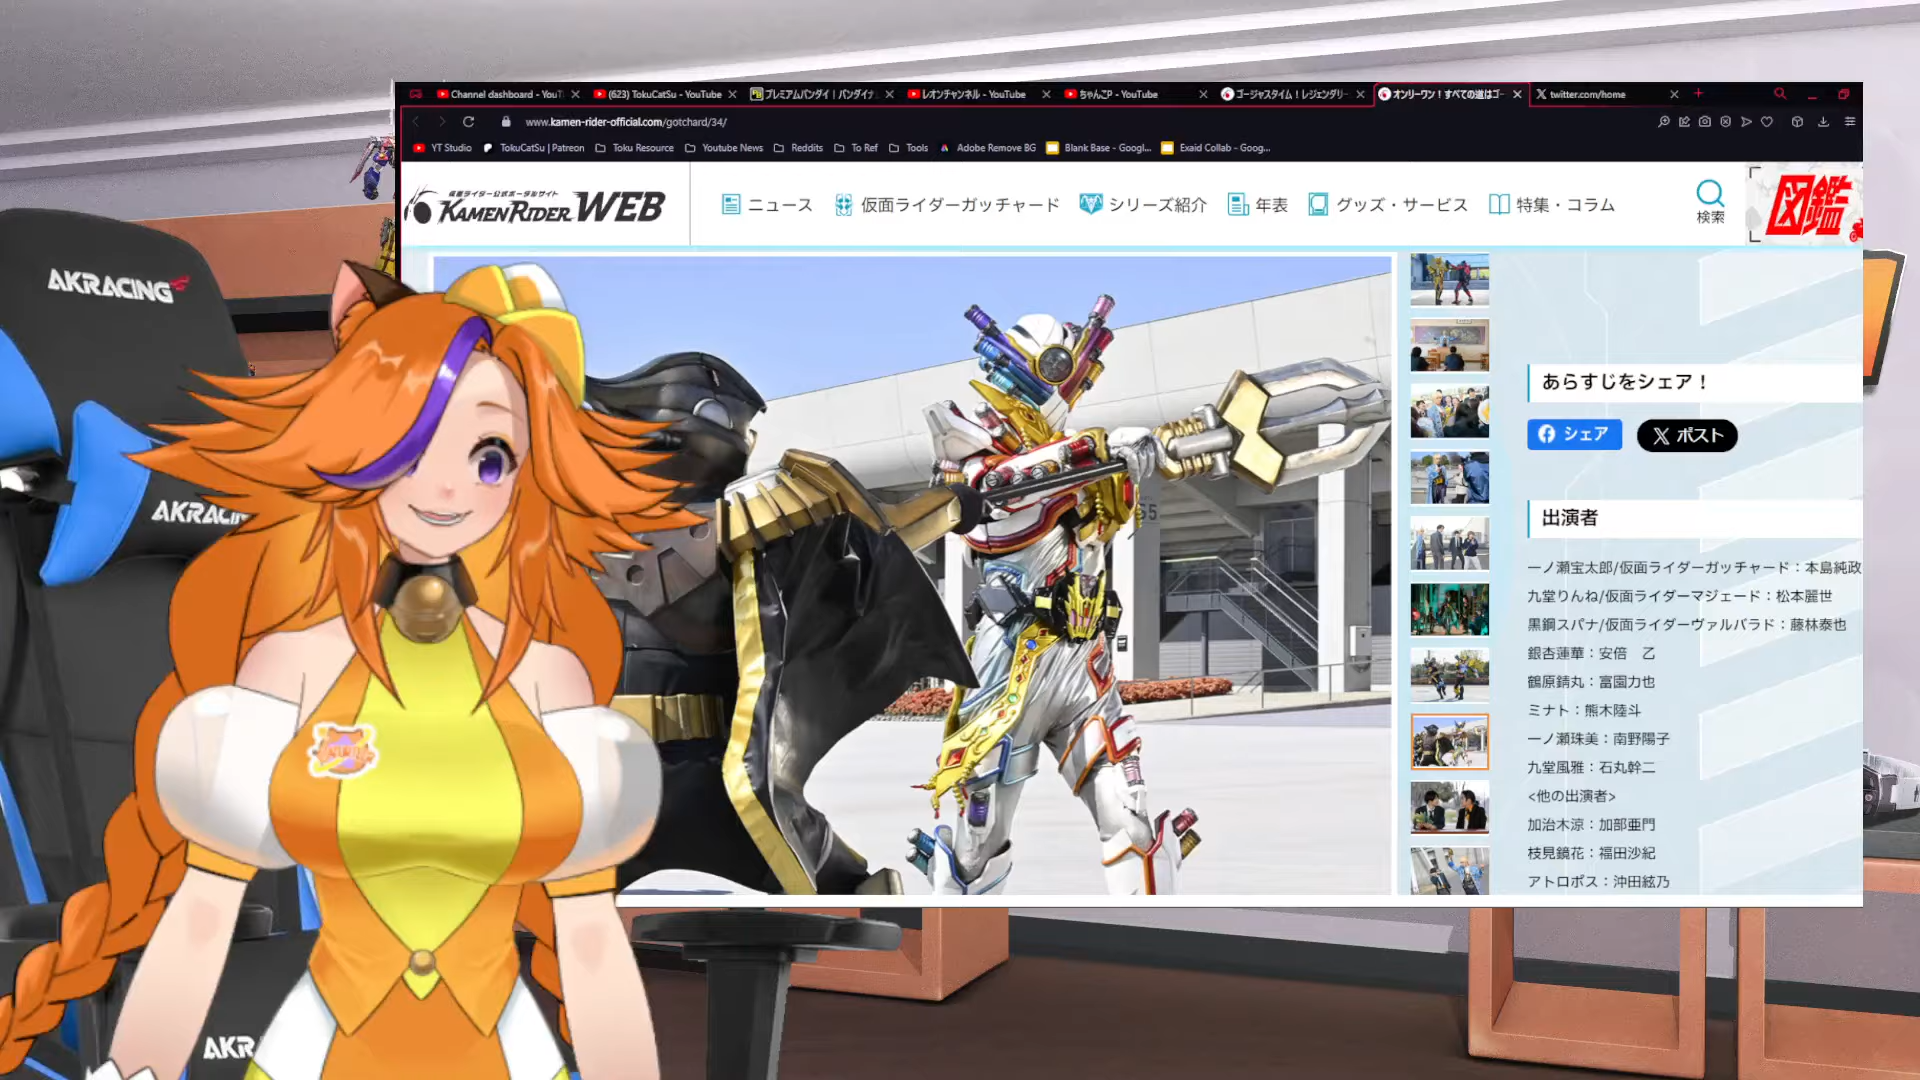 Channel dashboard - YouT
(623) TokuCatSu - YouTube
プレミアムバンダイ | バンダイナ
レオンチャンネル - YouTube
ちゃんこP - YouTube
ゴージャスタイム！レジェンダリ-
オンリーワン！すべての道はゴ-
twitter.com/home
www.kamen-rider-official.com/gotchard/34/
YT Studio
TokuCatSu | Patreon
Toku Resource
Youtube News
Reddits
To Ref
Tools
Adobe Remove BG
Blank Base - Googl...
Exaid Collab - Goog...
仮面ライダー公式ポータルサイト
KAMEN RIDER WEB
ニュース
仮面ライダーガッチャード
シリーズ紹介
年表
グッズ・サービス
特集・コラム
検索
図鑑
AKRACING
AKRACIN
AKR
あらすじをシェア！
シェア
ポスト
出演者
一ノ瀬宝太郎/仮面ライダーガッチャード：本島純政
九堂りんね/仮面ライダーマジェード：松本麗世
黒鋼スパナ/仮面ライダーヴァルバラド：藤林泰也
銀杏蓮華：安倍　乙
鶴原錆丸：富園力也
ミナト：熊木陸斗
一ノ瀬珠美：南野陽子
九堂風雅：石丸幹二
<他の出演者>
加治木涼：加部亜門
枝見鏡花：福田沙紀
アトロポス：沖田絃乃